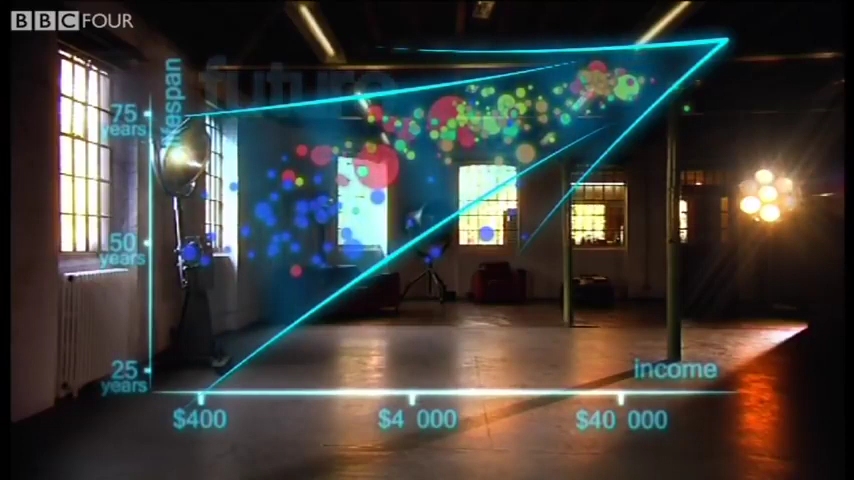 BBC FOUR
future
lifespan
75
years
50
years
25
years
income
$400
$4 000
$40 000